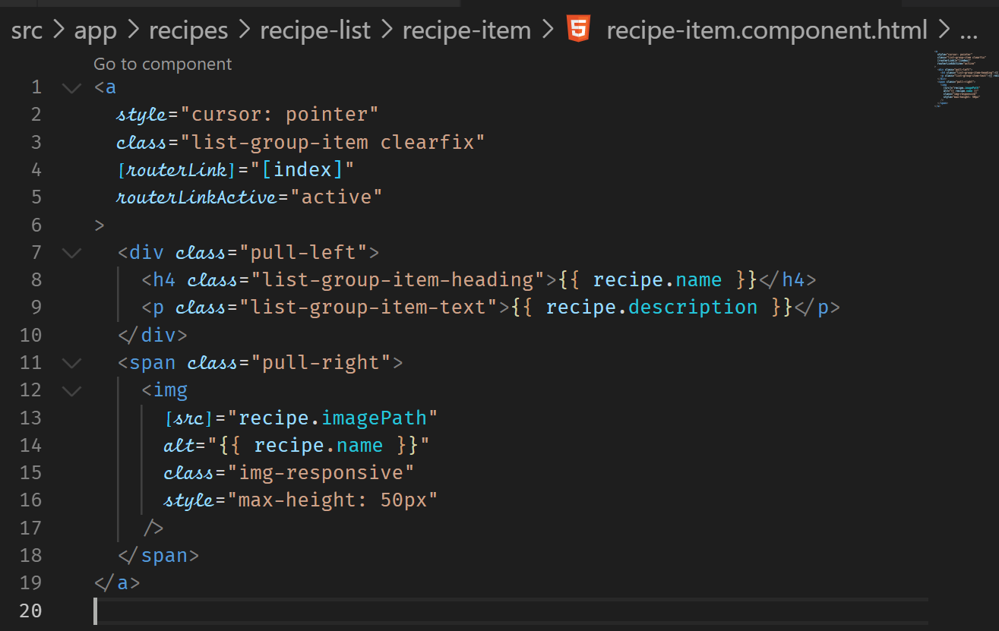 src > app > recipes > recipe-list > recipe-item > recipe-item.component.html > ...
Go to component
1 <a
2 style="cursor: pointer"
3 class="list-group-item clearfix"
4 [routerLink]="[index]"
5 routerLinkActive="active"
6 >
7 <div class="pull-left">
8 <h4 class="list-group-item-heading">{{ recipe.name }}</h4>
9 <p class="list-group-item-text">{{ recipe.description }}</p>
10 </div>
11 <span class="pull-right">
12 <img
13 [src]="recipe.imagePath"
14 alt="{{ recipe.name }}"
15 class="img-responsive"
16 style="max-height: 50px"
17 />
18 </span>
19 </a>
20